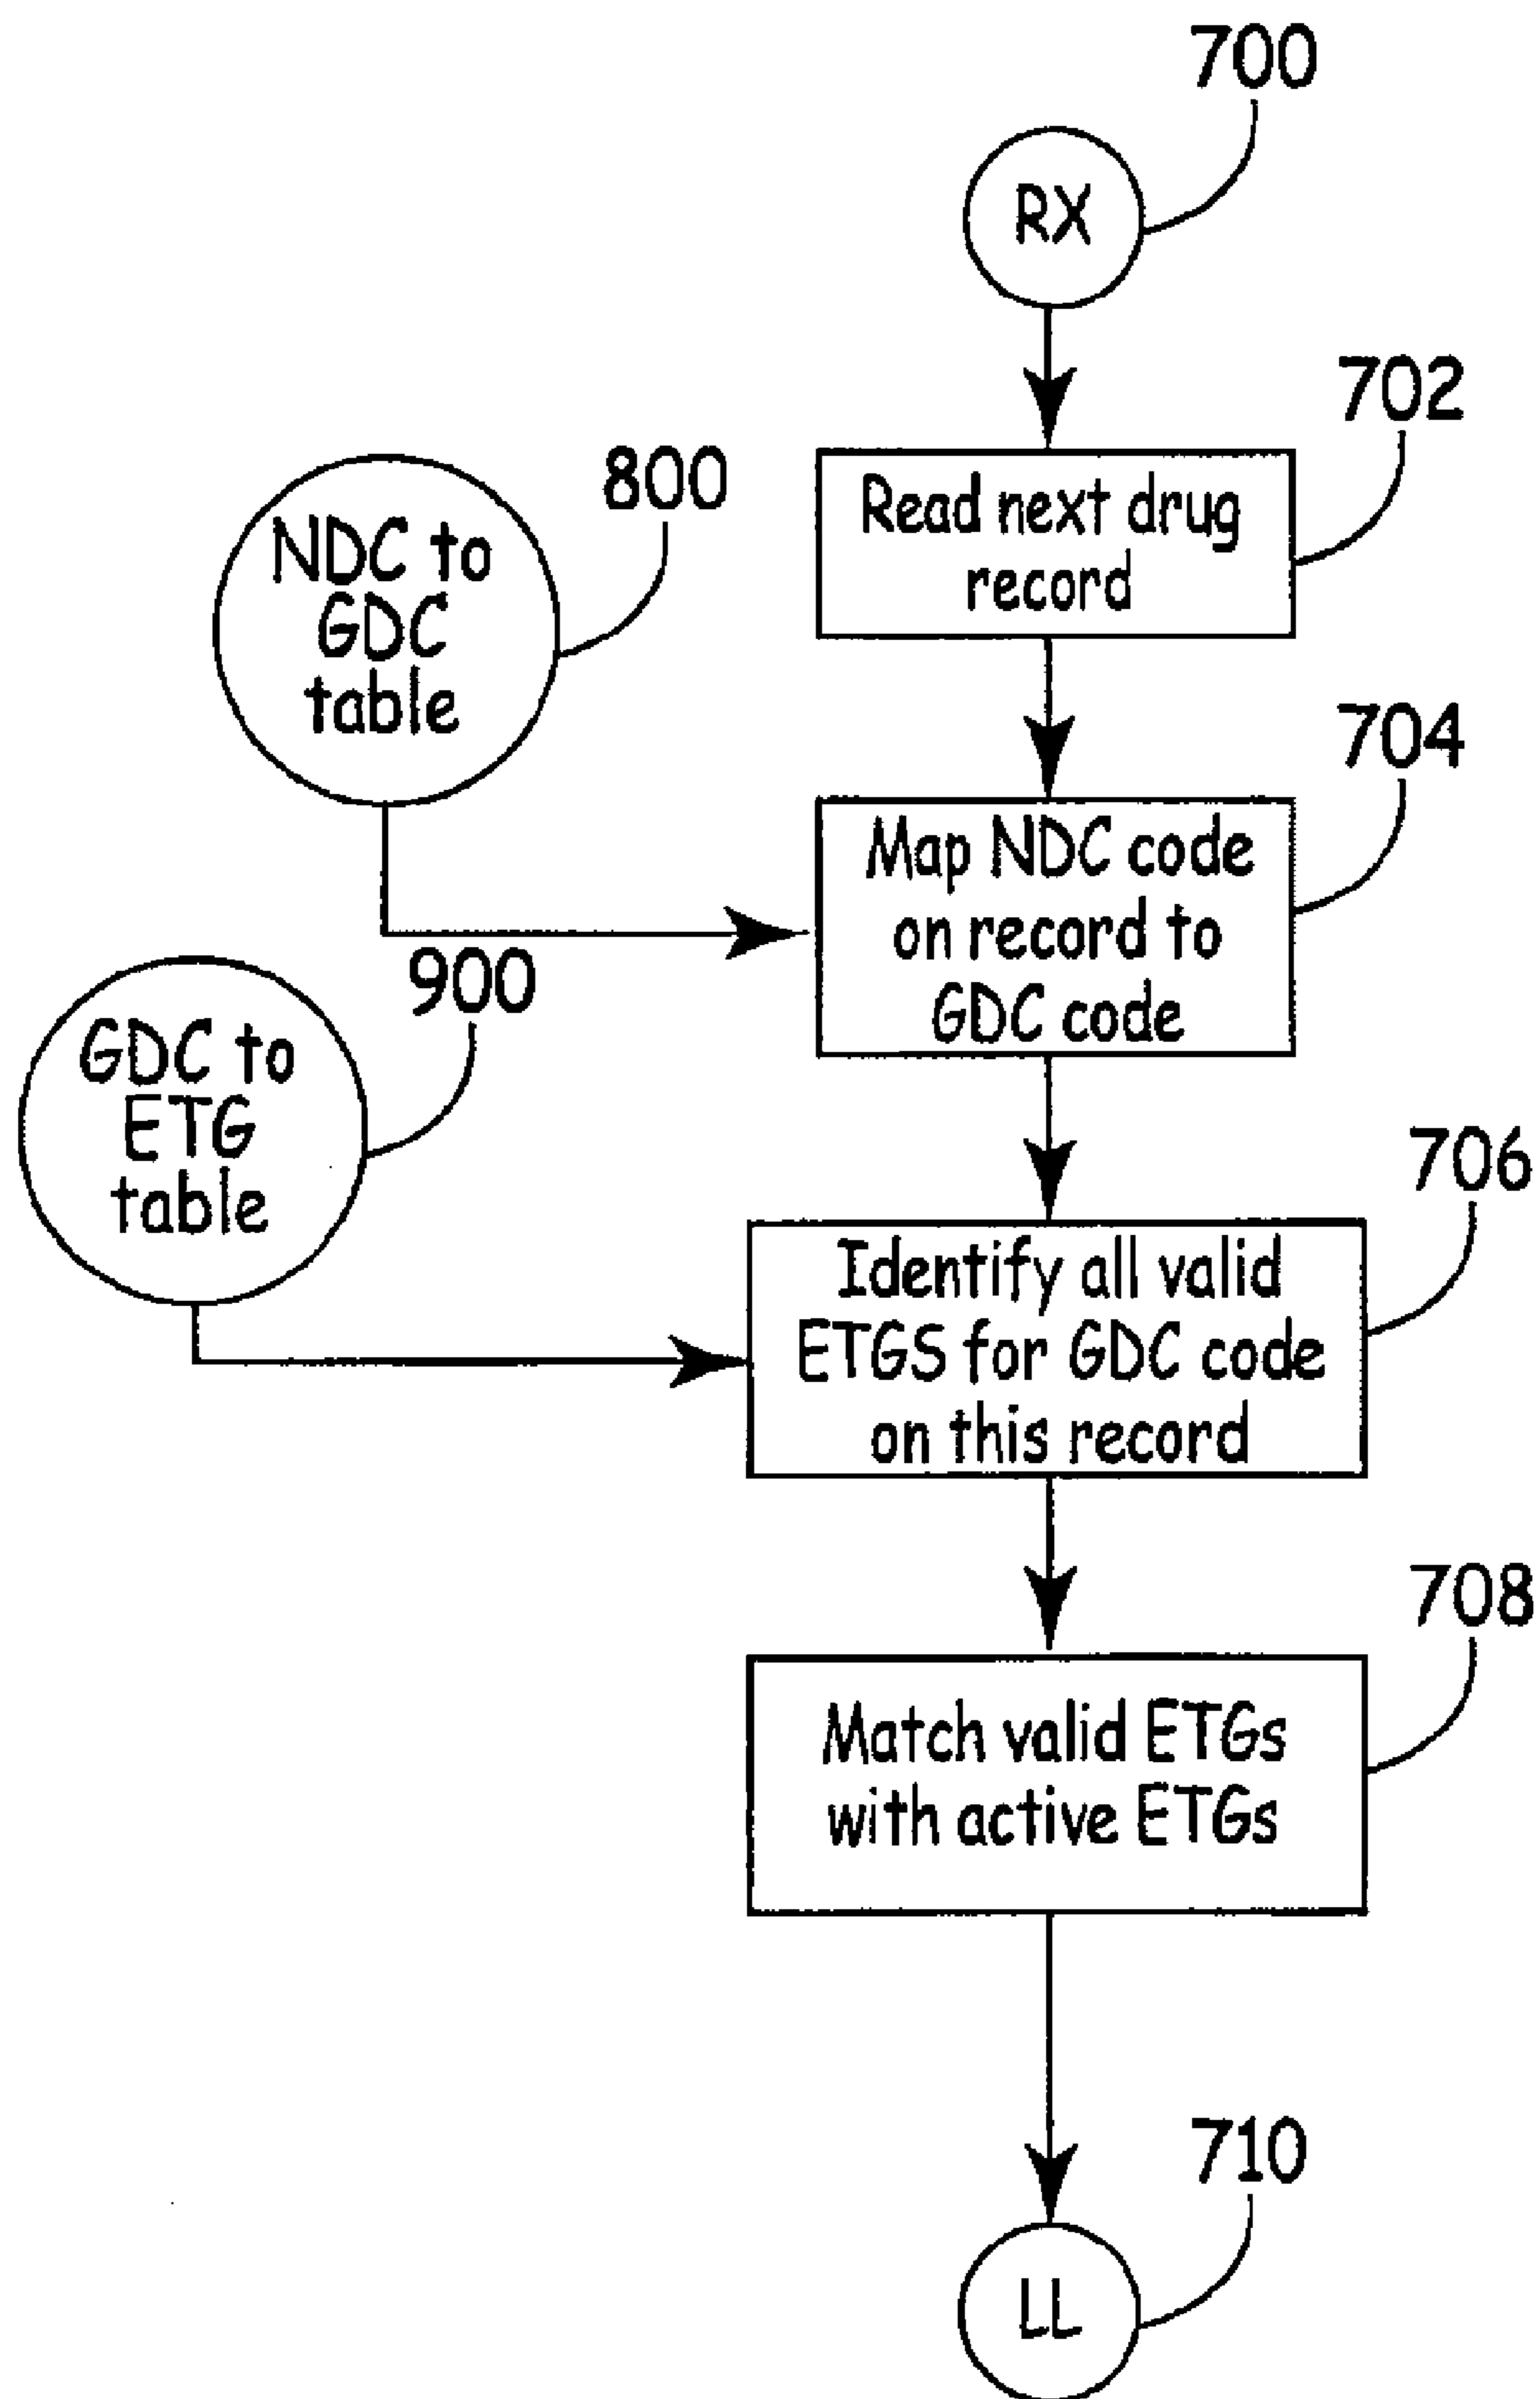 700
RX
702
Read next drug
record
800
NDC to
GDC
table
704
Map NDC code
on record to
GDC code
900
GDC to
ETG
table
706
Identify all valid
ETGS for GDC code
on this record
708
Match valid ETGs
with active ETGs
710
LL